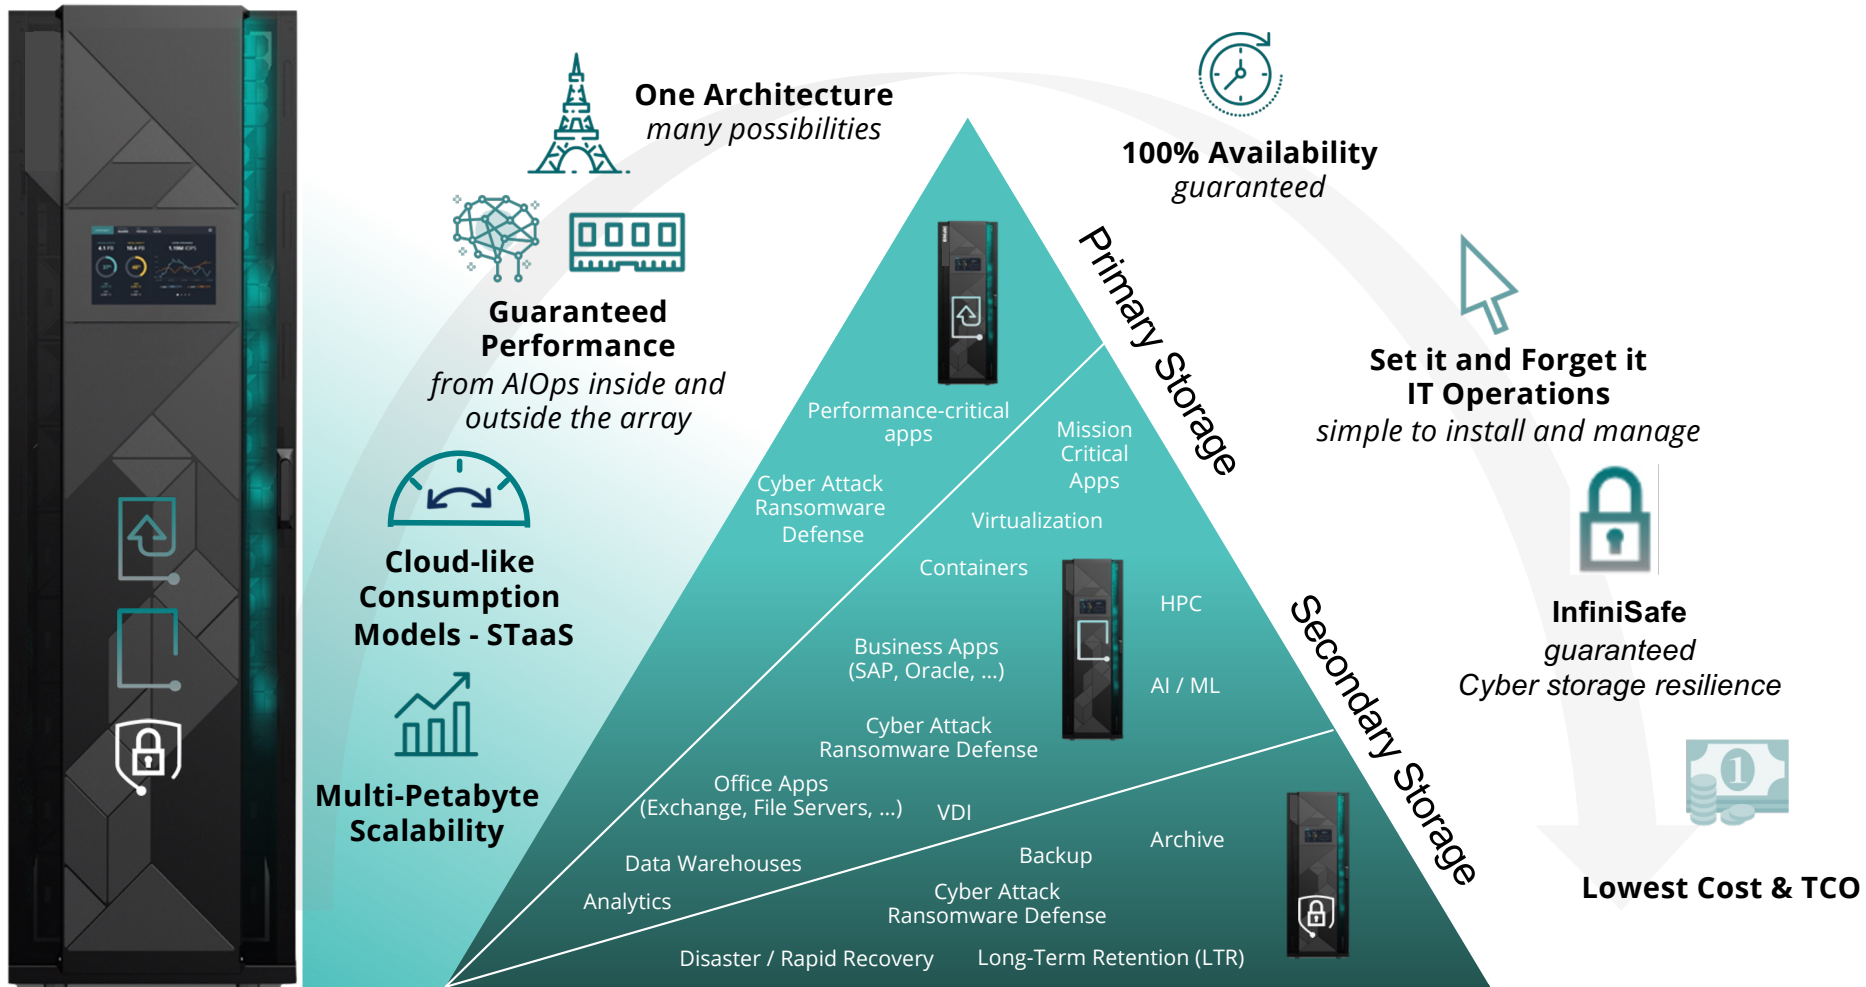 One Architecture
many possibilities
100% Availability
guaranteed
Guaranteed
Performance
from AIOps inside and
outside the array
Set it and Forget it
IT Operations
simple to install and manage
Cloud-like
Consumption
Models - STaaS
InfiniSafe
guaranteed
Cyber storage resilience
Multi-Petabyte
Scalability
Lowest Cost & TCO
Primary Storage
Secondary Storage
Performance-critical
apps
Cyber Attack
Ransomware
Defense
Mission
Critical
Apps
Virtualization
Containers
HPC
Business Apps
(SAP, Oracle, ...)
AI / ML
Cyber Attack
Ransomware Defense
Office Apps
(Exchange, File Servers, ...)
VDI
Data Warehouses
Analytics
Archive
Backup
Cyber Attack
Ransomware Defense
Disaster / Rapid Recovery
Long-Term Retention (LTR)
1